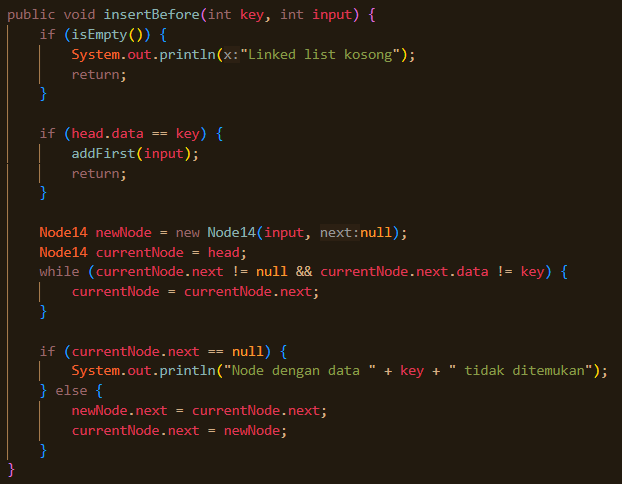 public void insertBefore(int key, int input) {
    if (isEmpty()) {
        System.out.println(x:"Linked list kosong");
        return;
    }

    if (head.data == key) {
        addFirst(input);
        return;
    }

    Node14 newNode = new Node14(input, next:null);
    Node14 currentNode = head;
    while (currentNode.next != null && currentNode.next.data != key) {
        currentNode = currentNode.next;
    }

    if (currentNode.next == null) {
        System.out.println("Node dengan data " + key + " tidak ditemukan");
    } else {
        newNode.next = currentNode.next;
        currentNode.next = newNode;
    }
}